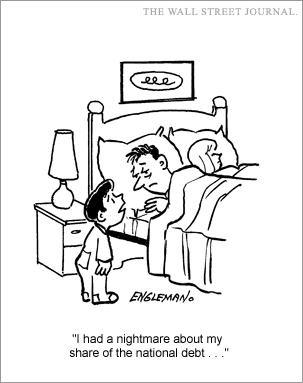 THE WALL STREET JOURNAL.
ENGLEMAN.
"I had a nightmare about my
share of the national debt . . ."